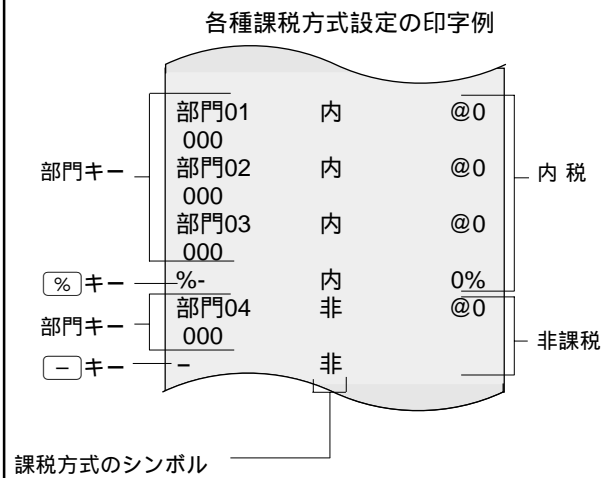 各種課税方式設定の印字例
部門01 内 @0
000
部門02 内 @0
000
部門03 内 @0
000
%- 内 0%
部門04 非 @0
000
- 非
部門キー
%キー
部門キー
−キー
内 税
非課税
課税方式のシンボル